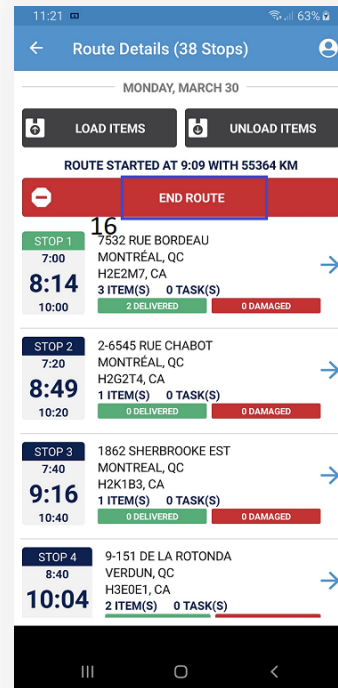 11:21 63%
Route Details (38 Stops)
MONDAY, MARCH 30
LOAD ITEMS
UNLOAD ITEMS
ROUTE STARTED AT 9:09 WITH 55364 KM
END ROUTE
16
STOP 1
7:00
8:14
10:00
7532 RUE BORDEAU
MONTRÉAL, QC
H2E2M7, CA
3 ITEM(S) 0 TASK(S)
2 DELIVERED
0 DAMAGED
STOP 2
7:20
8:49
10:20
2-6545 RUE CHABOT
MONTRÉAL, QC
H2G2T4, CA
1 ITEM(S) 0 TASK(S)
0 DELIVERED
0 DAMAGED
STOP 3
7:40
9:16
10:40
1862 SHERBROOKE EST
MONTREAL, QC
H2K1B3, CA
1 ITEM(S) 0 TASK(S)
0 DELIVERED
0 DAMAGED
STOP 4
8:40
10:04
9-151 DE LA ROTONDA
VERDUN, QC
H3E0E1, CA
2 ITEM(S) 0 TASK(S)